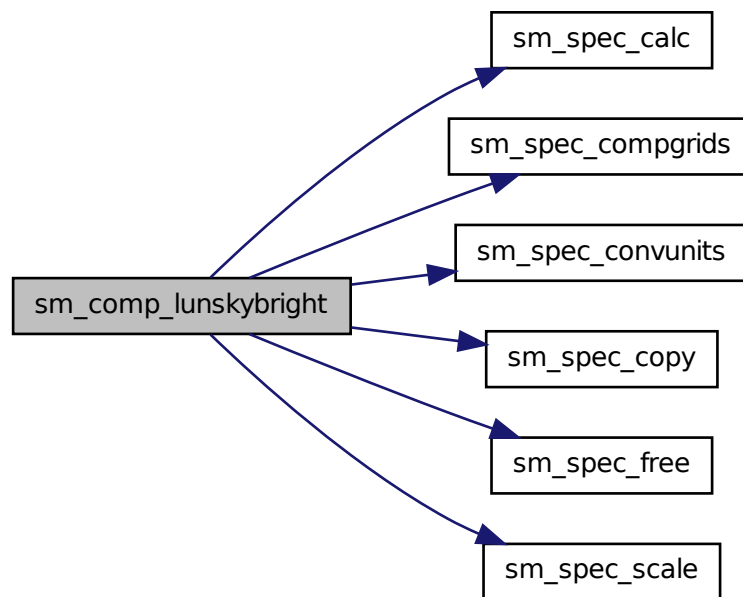 sm_spec_calc
sm_spec_compgrids
sm_spec_convunits
sm_comp_lunskybright
sm_spec_copy
sm_spec_free
sm_spec_scale